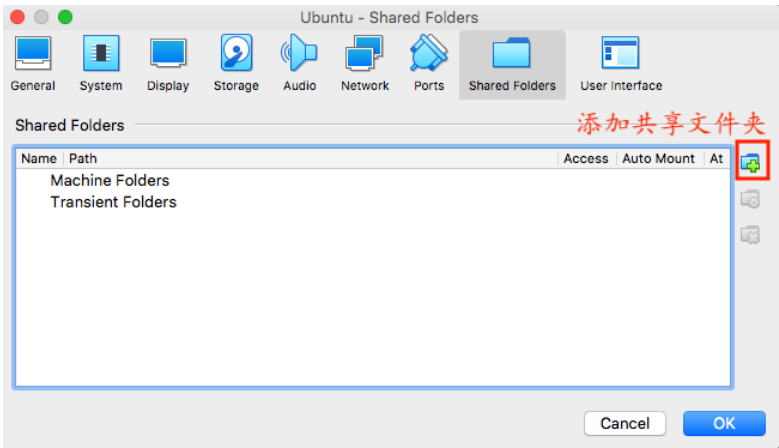 Ubuntu - Shared Folders
General System Display Storage Audio Network Ports Shared Folders User Interface
Shared Folders
添加共享文件夹
Name Path Access Auto Mount At
Machine Folders
Transient Folders
Cancel OK